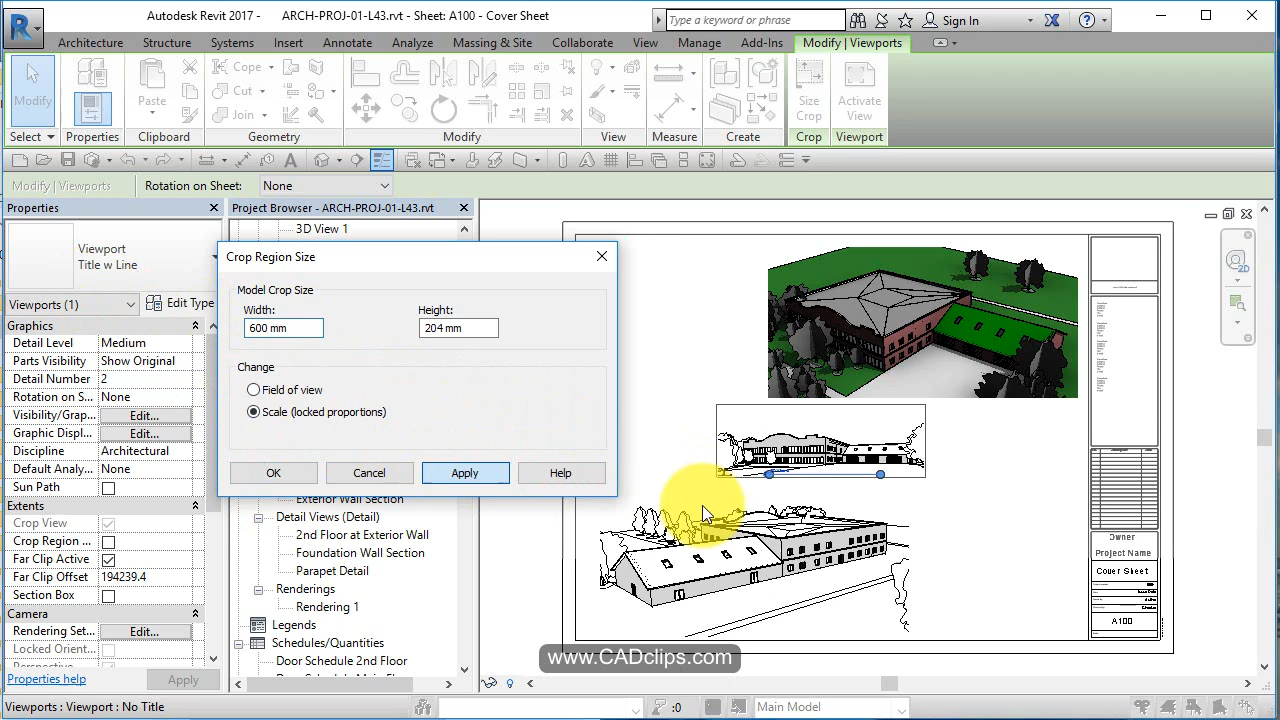 Autodesk Revit 2017 - ARCH-PROJ-01-L43.rvt - Sheet: A100 - Cover Sheet
Type a keyword or phrase
Sign In
Architecture Structure Systems Insert Annotate Analyze Massing & Site Collaborate View Manage Add-Ins Modify | Viewports
Modify
Paste
Cope
Cut
Join
Size Crop
Activate View
Select Properties Clipboard Geometry Modify View Measure Create Crop Viewport
Modify | Viewports
Rotation on Sheet: None
Properties
Viewport
Title w Line
Viewports (1)
Edit Type
Graphics
Detail Level Medium
Parts Visibility Show Original
Detail Number 2
Rotation on S... None
Visibility/Grap... Edit...
Graphic Displ... Edit...
Discipline Architectural
Default Analy... None
Sun Path
Extents
Crop View
Crop Region ...
Far Clip Active
Far Clip Offset 194239.4
Section Box
Camera
Rendering Set... Edit...
Locked Orient...
Perspective
Properties help
Apply
Project Browser - ARCH-PROJ-01-L43.rvt
3D View 1
Crop Region Size
Model Crop Size
Width: Height:
600 mm 204 mm
Change
Field of view
Scale (locked proportions)
OK Cancel Apply Help
Exterior Wall Section
Detail Views (Detail)
2nd Floor at Exterior Wall
Foundation Wall Section
Parapet Detail
Renderings
Rendering 1
Legends
Schedules/Quantities
Door Schedule 2nd Floor
2D
Owner
Project Name
Cover Sheet
A100
www.CADclips.com
Viewports : Viewport : No Title
:0
Main Model